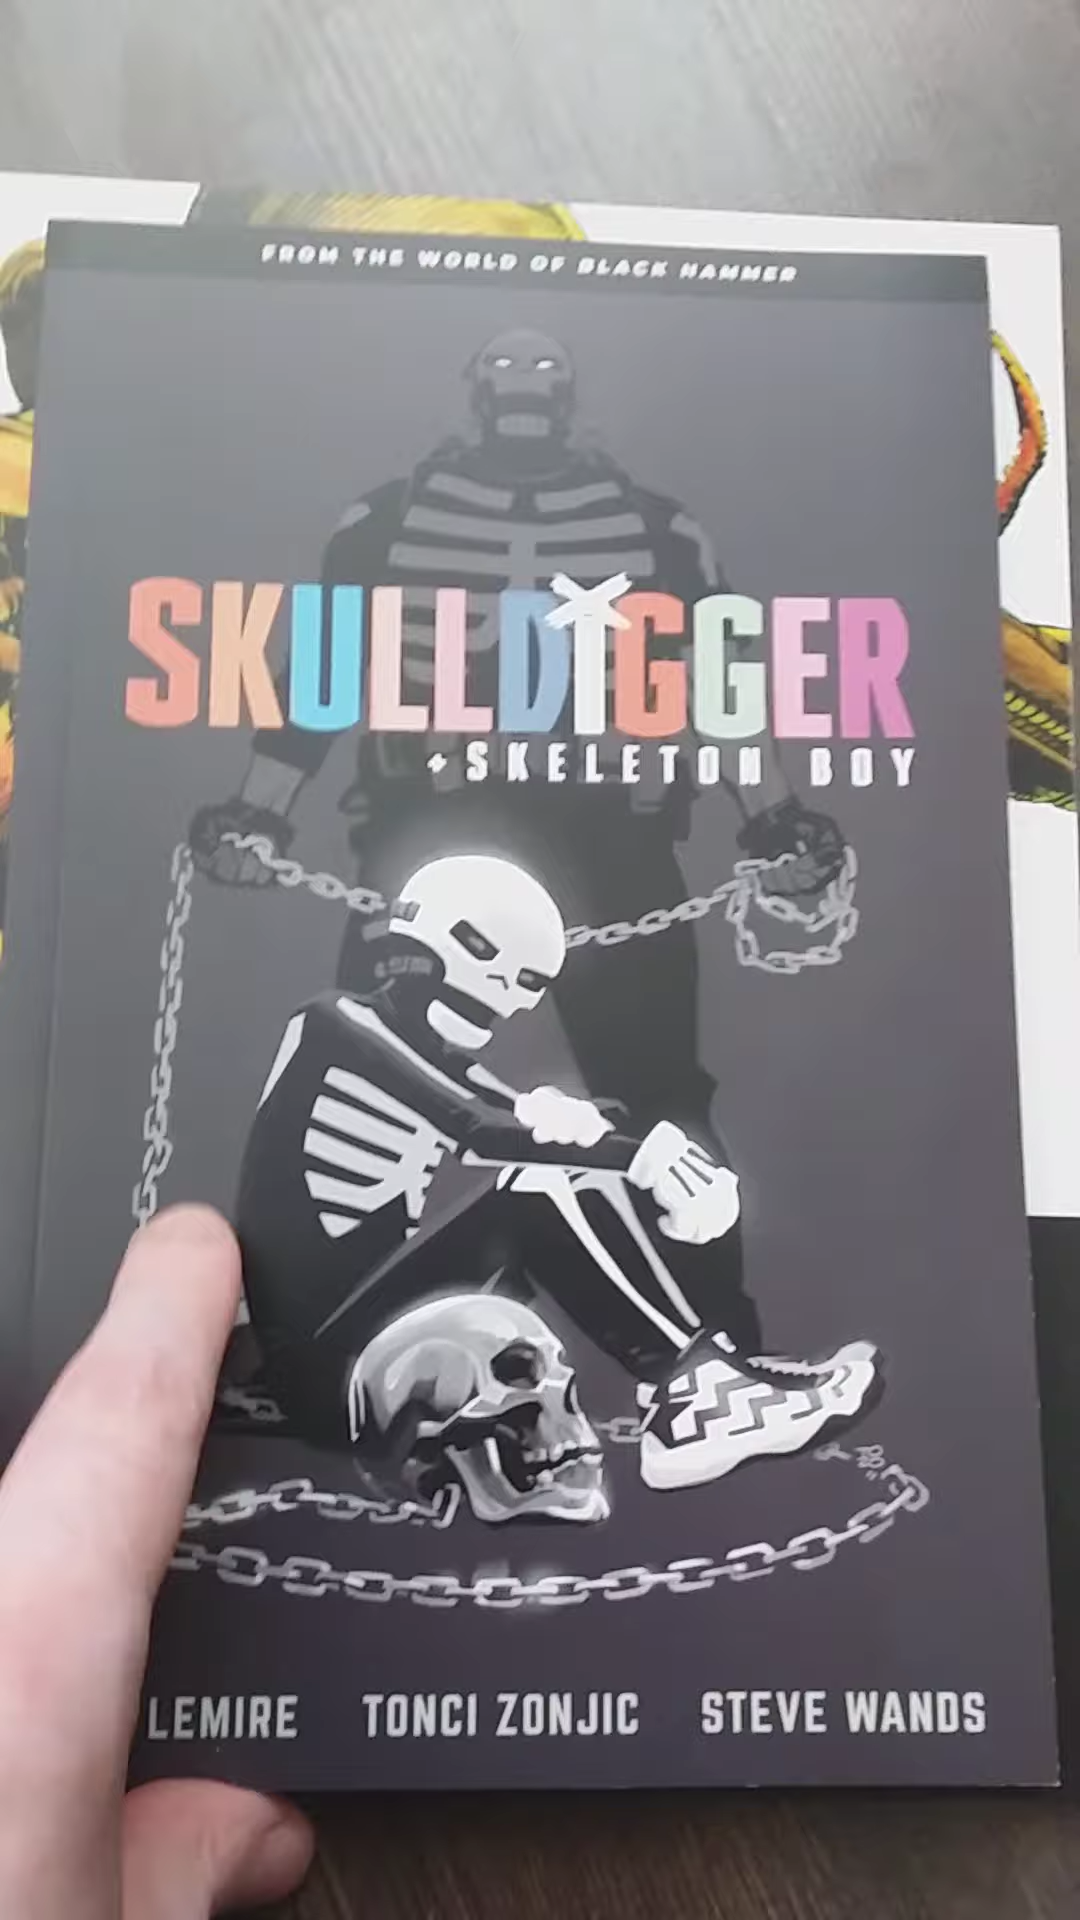 FROM THE WORLD OF BLACK HAMMER
SKULLDIGGER
+ SKELETON BOY
LEMIRE TONCI ZONJIC STEVE WANDS